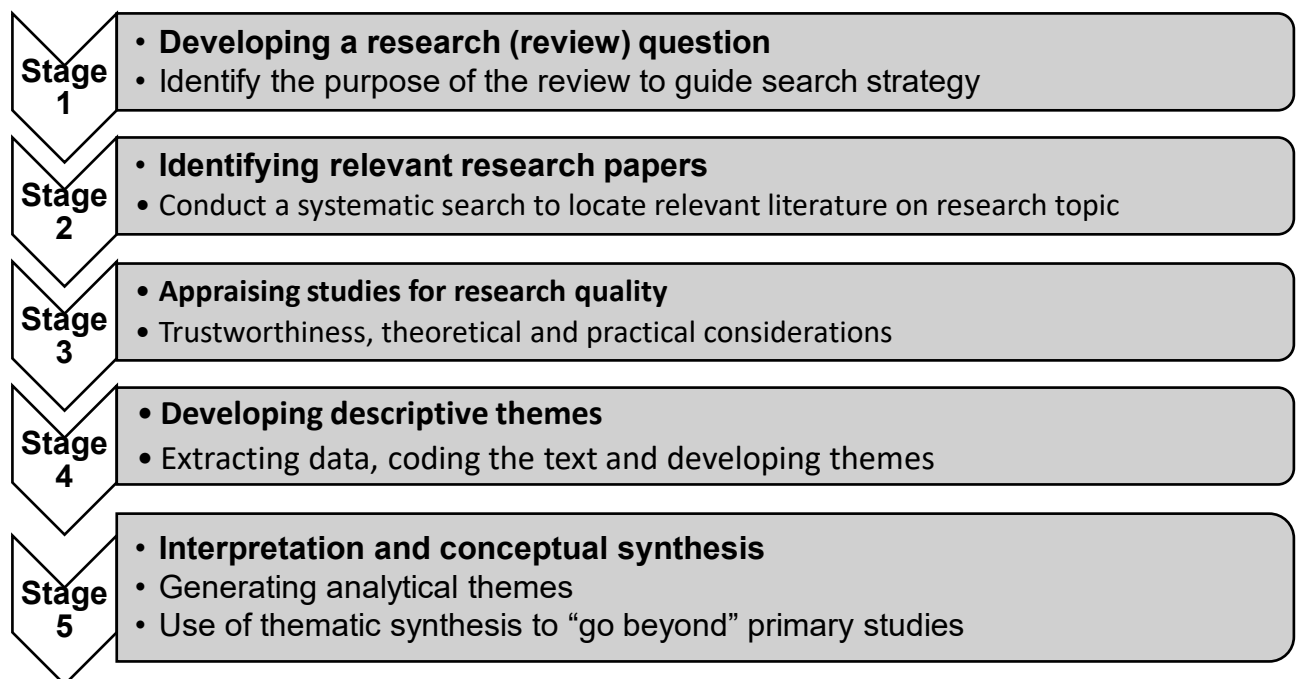 Stage
1
• Developing a research (review) question
• Identify the purpose of the review to guide search strategy
Stage
2
• Identifying relevant research papers
• Conduct a systematic search to locate relevant literature on research topic
Stage
3
• Appraising studies for research quality
• Trustworthiness, theoretical and practical considerations
Stage
4
• Developing descriptive themes
• Extracting data, coding the text and developing themes
Stage
5
• Interpretation and conceptual synthesis
• Generating analytical themes
• Use of thematic synthesis to “go beyond” primary studies